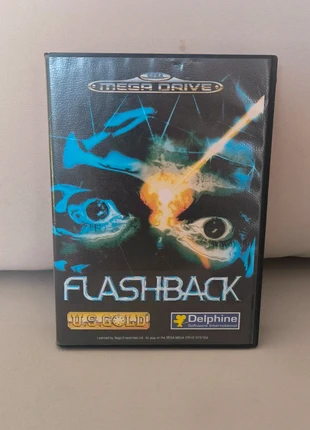 SEGA
MEGA DRIVE
FLASHBACK
U.S. GOLD
Delphine
Software International